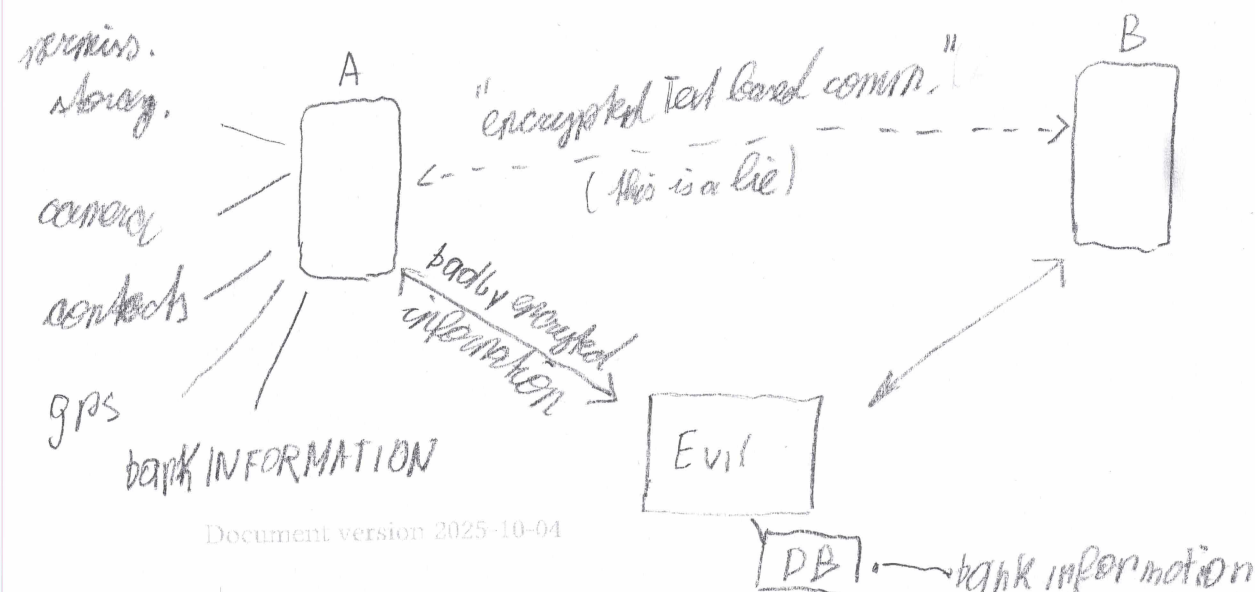 A
B
permiss.
storag.
camera
contacts
gps
bank INFORMATION
"encrypted Text based comm."
(this is a lie)
badly encrypted
information
Evil
DB
bank information
Document version 2025-10-04